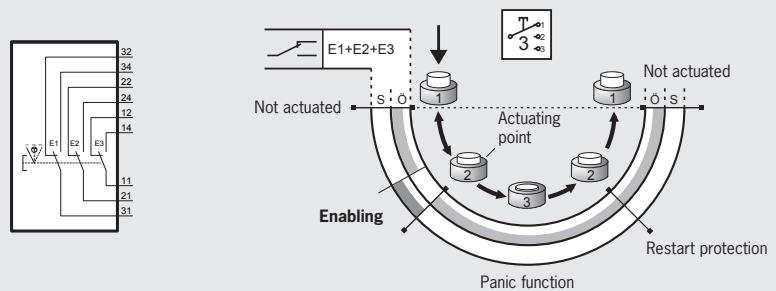 32
34
22
24
12
14
E1
E2
E3
11
21
31
E1+E2+E3
1
2
3
3
Not actuated
S Ö
1
Actuating
point
2
3
2
1
Not actuated
Ö S
Enabling
Restart protection
Panic function